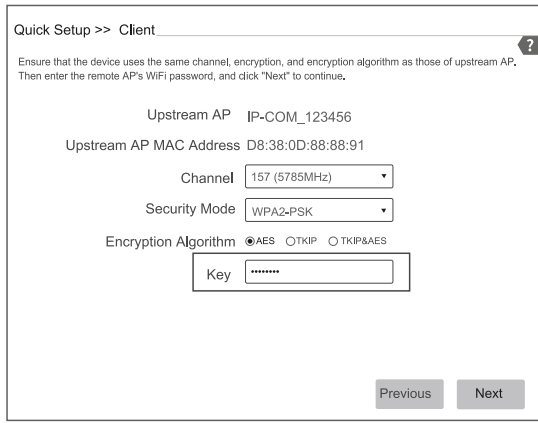 Quick Setup >> Client
?
Ensure that the device uses the same channel, encryption, and encryption algorithm as those of upstream AP.
Then enter the remote AP's WiFi password, and click "Next" to continue.
Upstream AP IP-COM_123456
Upstream AP MAC Address D8:38:0D:88:88:91
Channel 157 (5785MHz)
Security Mode WPA2-PSK
Encryption Algorithm AES TKIP TKIP&AES
Key ••••••••
Previous Next